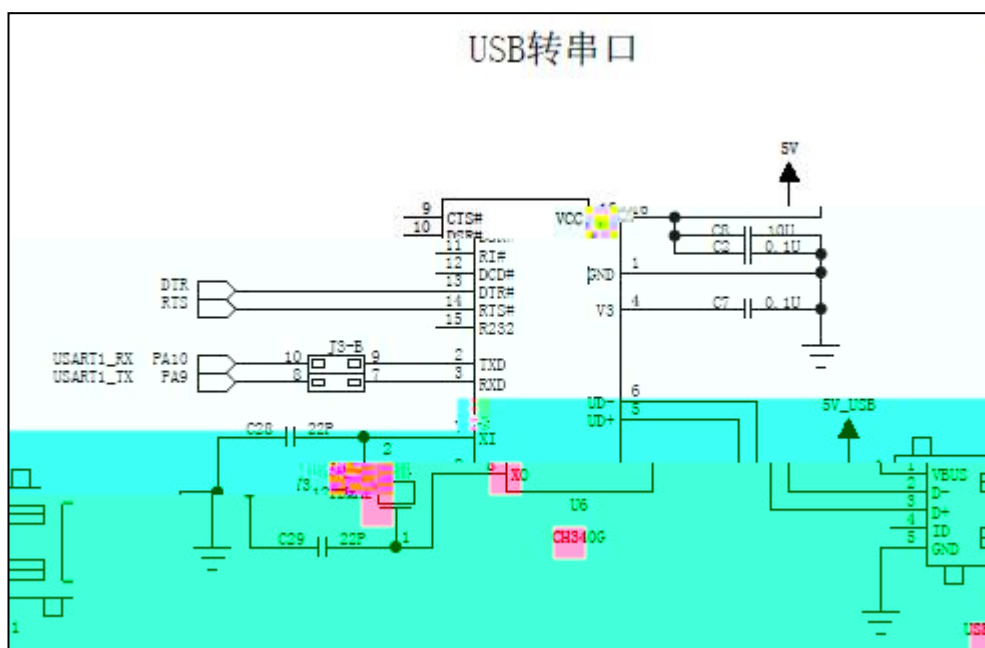 USB转串口
5V
9 CTS# VCC
10 DSR#
C8 10U
11 RI# C2 0.1U
12 DCD# GND 1
DTR 13 DTR#
RTS 14 RTS# V3 4 C7 0.1U
15 R232
J3-B
USART1_RX PA10 10 9 2 TXD
USART1_TX PA9 8 7 3 RXD
UD- 6
UD+ 5
5V_USB
C28 22P XI
2
XO
1 VBUS
2 D-
3 D+
4 ID
5 GND
U6
C29 22P 1
CH340G
1